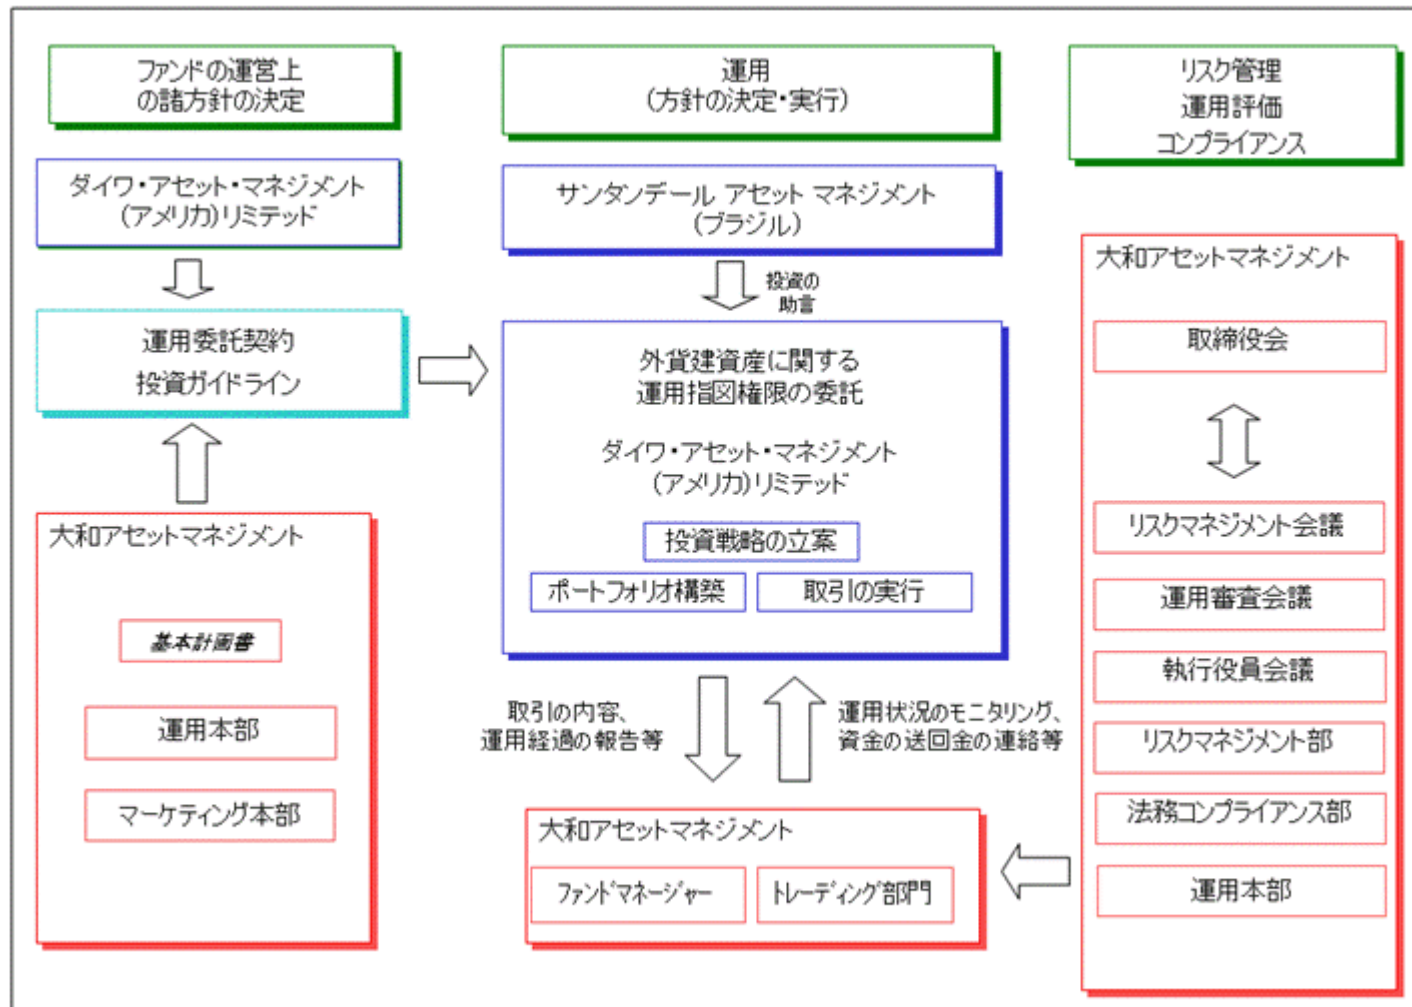 ファンドの運営上
の諸方針の決定
ダイワ・アセット・マネジメント
(アメリカ)リミテッド
運用委託契約
投資ガイドライン
大和アセットマネジメント
基本計画書
運用本部
マーケティング本部
運用
(方針の決定・実行)
サンタンデール アセット マネジメント
(ブラジル)
投資の
助言
外貨建資産に関する
運用指図権限の委託
ダイワ・アセット・マネジメント
(アメリカ)リミテッド
投資戦略の立案
ポートフォリオ構築
取引の実行
取引の内容、
運用経過の報告等
運用状況のモニタリング、
資金の送回金の連絡等
大和アセットマネジメント
ファンドマネージャー
トレーディング部門
リスク管理
運用評価
コンプライアンス
大和アセットマネジメント
取締役会
リスクマネジメント会議
運用審査会議
執行役員会議
リスクマネジメント部
法務コンプライアンス部
運用本部